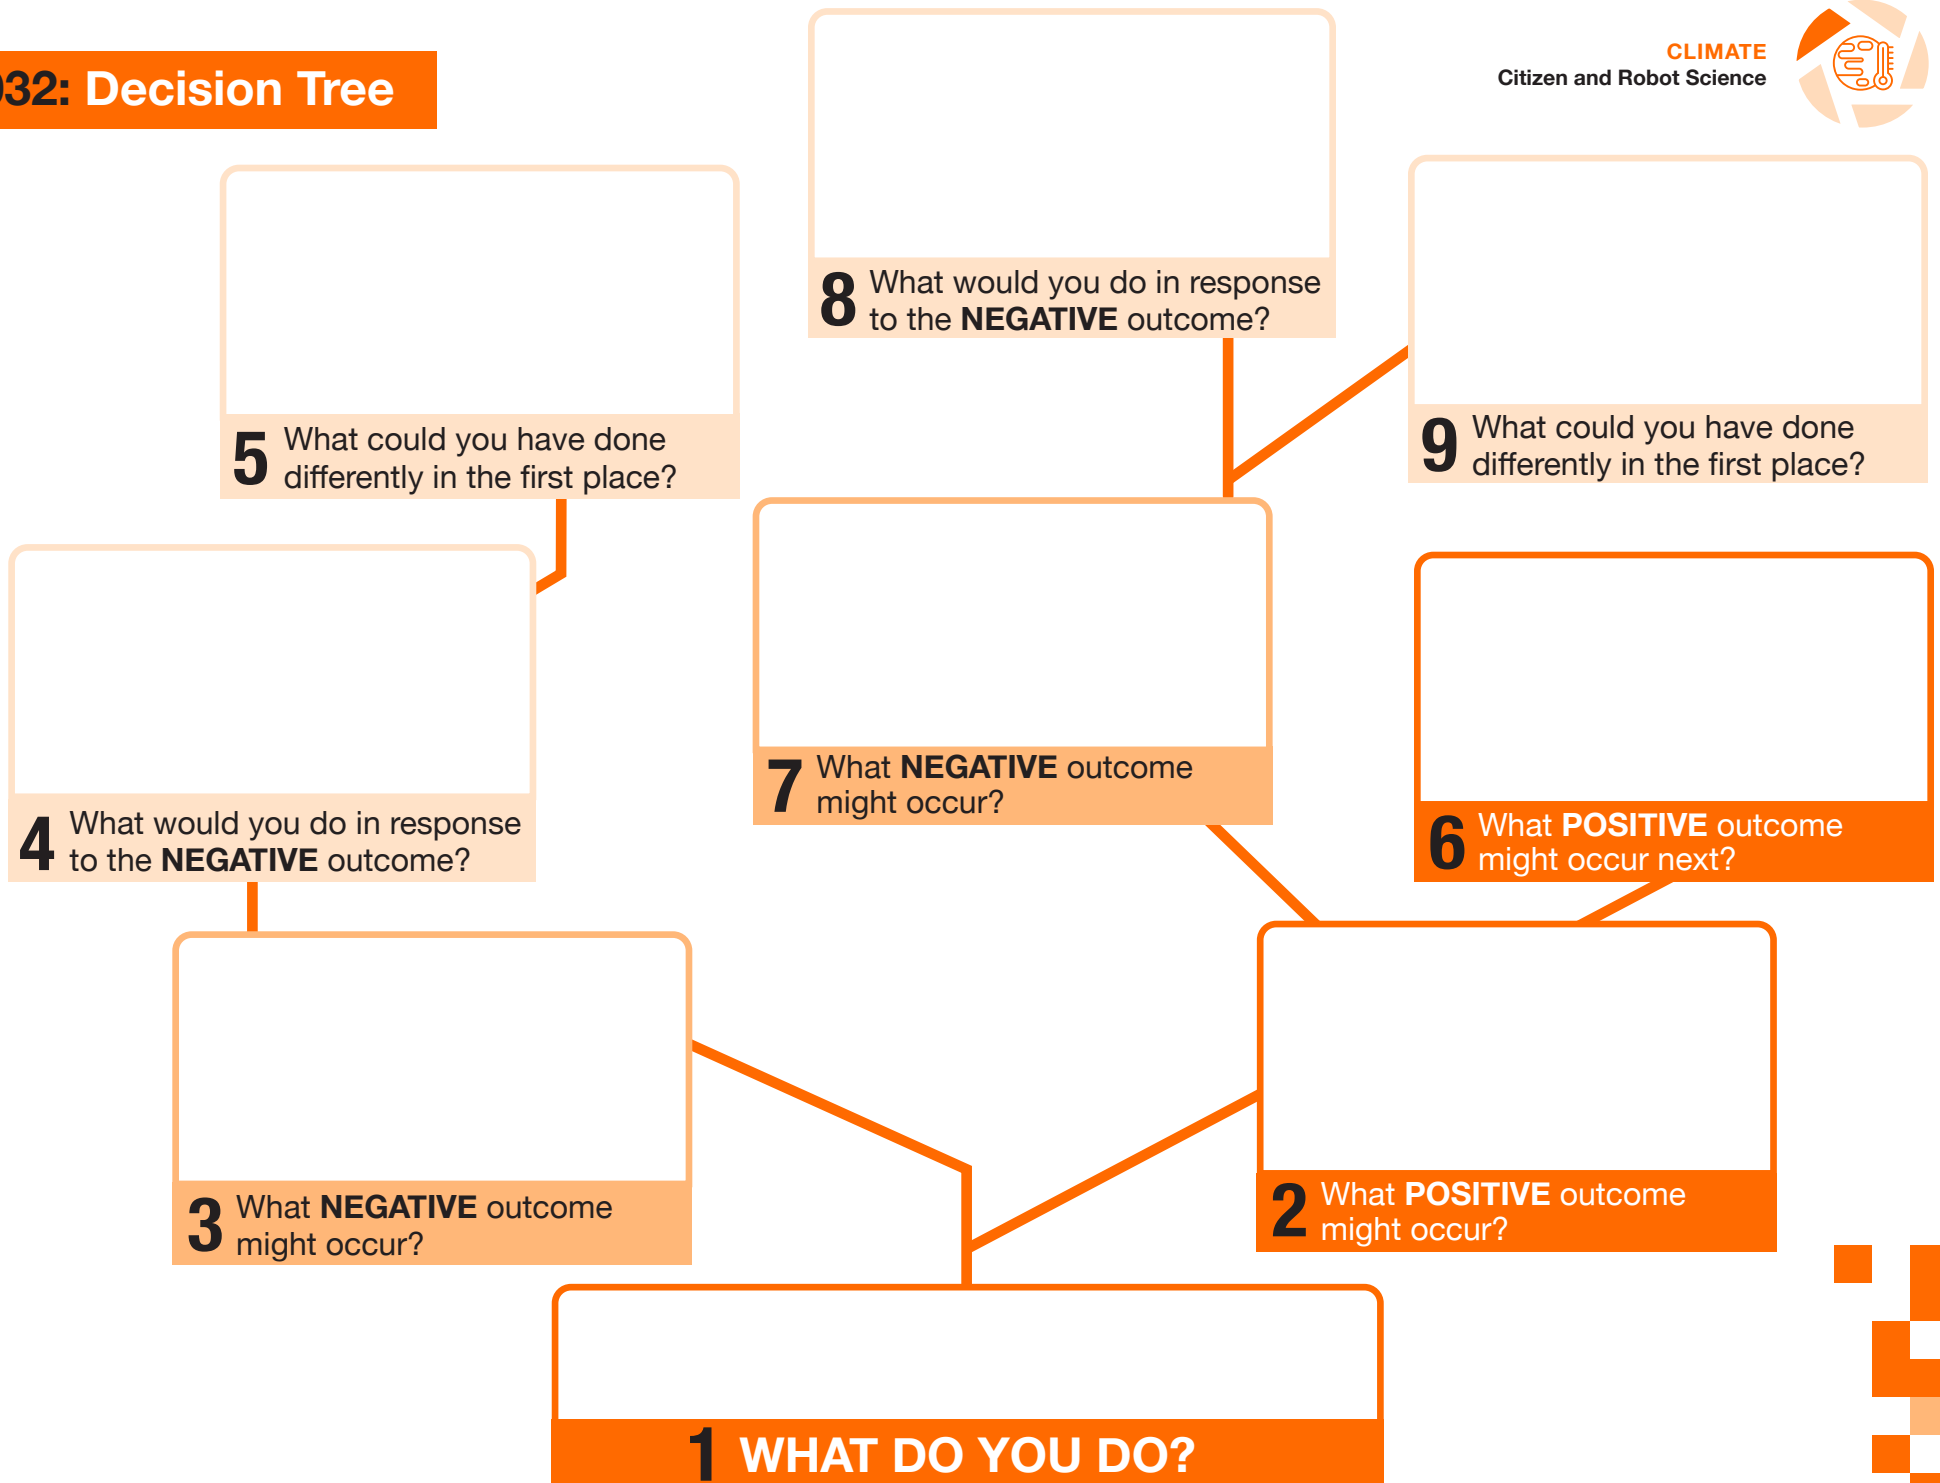 32: Decision Tree
CLIMATE
Citizen and Robot Science
8 What would you do in response
to the NEGATIVE outcome?
5 What could you have done
differently in the first place?
9 What could you have done
differently in the first place?
7 What NEGATIVE outcome
might occur?
4 What would you do in response
to the NEGATIVE outcome?
6 What POSITIVE outcome
might occur next?
3 What NEGATIVE outcome
might occur?
2 What POSITIVE outcome
might occur?
1 WHAT DO YOU DO?